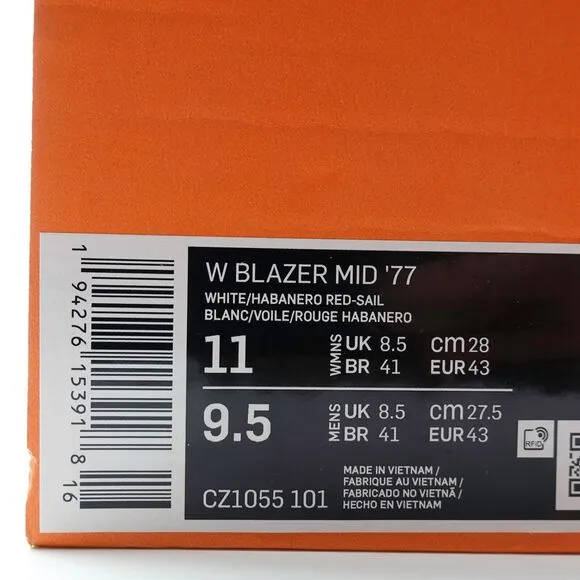 W BLAZER MID '77
WHITE/HABANERO RED-SAIL
BLANC/VOILE/ROUGE HABANERO
11 WMNS UK 8.5 CM 28
BR 41 EUR 43
9.5 MENS UK 8.5 CM 27.5
BR 41 EUR 43
RFID
MADE IN VIETNAM /
FABRIQUE AU VIETNAM /
FABRICADO NO VIETNÃ /
HECHO EN VIETNAM
CZ1055 101
1 94276 15391 8 16